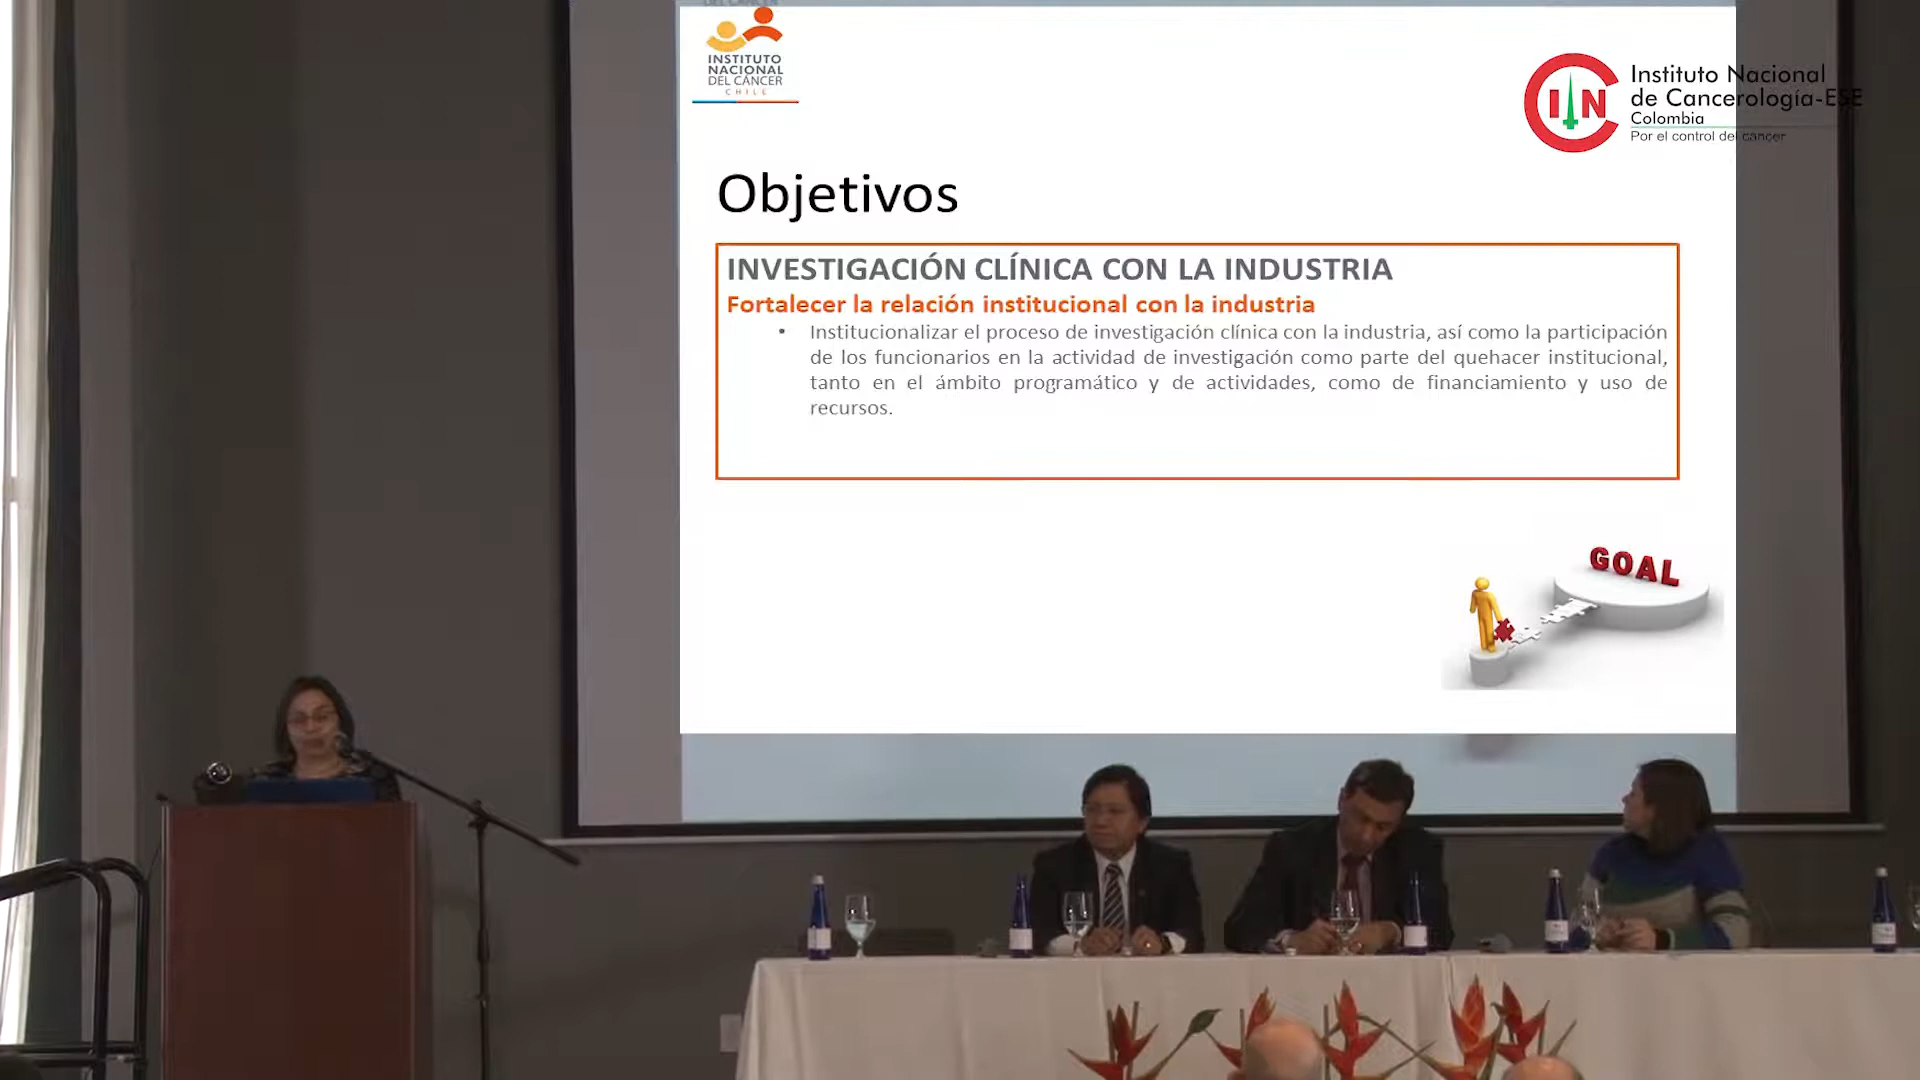 INSTITUTO
NACIONAL
DEL CÁNCER
CHILE
Instituto Nacional
de Cancerología-ESE
Colombia
Por el control del cáncer
Objetivos
INVESTIGACIÓN CLÍNICA CON LA INDUSTRIA
Fortalecer la relación institucional con la industria
• Institucionalizar el proceso de investigación clínica con la industria, así como la participación
de los funcionarios en la actividad de investigación como parte del quehacer institucional,
tanto en el ámbito programático y de actividades, como de financiamiento y uso de
recursos.
GOAL